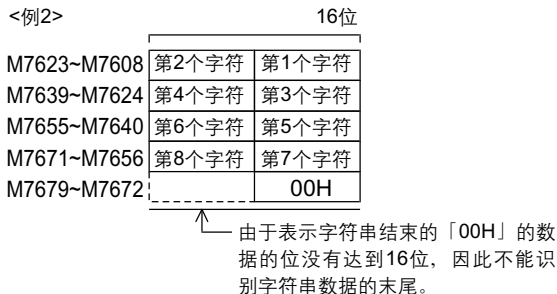 <例2> 16位
M7623~M7608 第2个字符 第1个字符
M7639~M7624 第4个字符 第3个字符
M7655~M7640 第6个字符 第5个字符
M7671~M7656 第8个字符 第7个字符
M7679~M7672 00H
由于表示字符串结束的「00H」的数
据的位没有达到16位，因此不能识
别字符串数据的末尾。